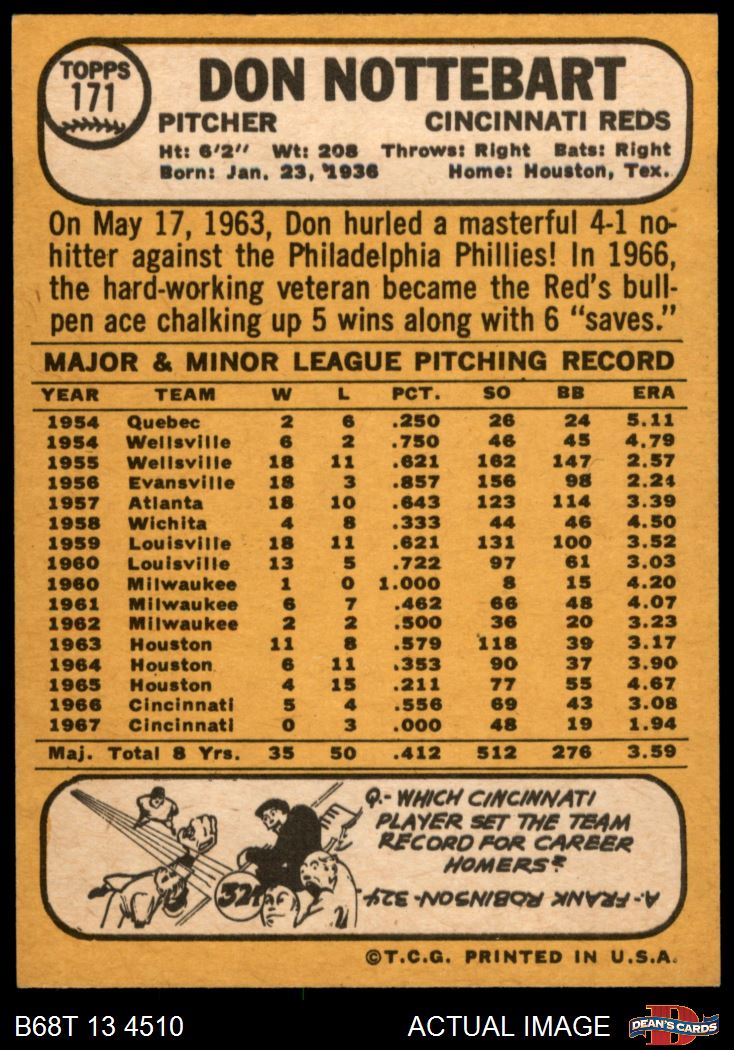 TOPPS
171
DON NOTTEBART
PITCHER CINCINNATI REDS
Ht: 6'2" Wt: 208 Throws: Right Bats: Right
Born: Jan. 23, 1936 Home: Houston, Tex.
On May 17, 1963, Don hurled a masterful 4-1 no-
hitter against the Philadelphia Phillies! In 1966,
the hard-working veteran became the Red's bull-
pen ace chalking up 5 wins along with 6 "saves."
MAJOR & MINOR LEAGUE PITCHING RECORD
YEAR TEAM W L PCT. SO BB ERA
1954 Quebec 2 6 .250 26 24 5.11
1954 Wellsville 6 2 .750 46 45 4.79
1955 Wellsville 18 11 .621 162 147 2.57
1956 Evansville 18 3 .857 156 98 2.24
1957 Atlanta 18 10 .643 123 114 3.39
1958 Wichita 4 8 .333 44 46 4.50
1959 Louisville 18 11 .621 131 100 3.52
1960 Louisville 13 5 .722 97 61 3.03
1960 Milwaukee 1 0 1.000 8 15 4.20
1961 Milwaukee 6 7 .462 66 48 4.07
1962 Milwaukee 2 2 .500 36 20 3.23
1963 Houston 11 8 .579 118 39 3.17
1964 Houston 6 11 .353 90 37 3.90
1965 Houston 4 15 .211 77 55 4.67
1966 Cincinnati 5 4 .556 69 43 3.08
1967 Cincinnati 0 3 .000 48 19 1.94
Maj. Total 8 Yrs. 35 50 .412 512 276 3.59
Q.- WHICH CINCINNATI
PLAYER SET THE TEAM
RECORD FOR CAREER
HOMERS?
324
A.- FRANK ROBINSON-324.
©T.C.G. PRINTED IN U.S.A.
B68T 13 4510 ACTUAL IMAGE
DEAN'S CARDS